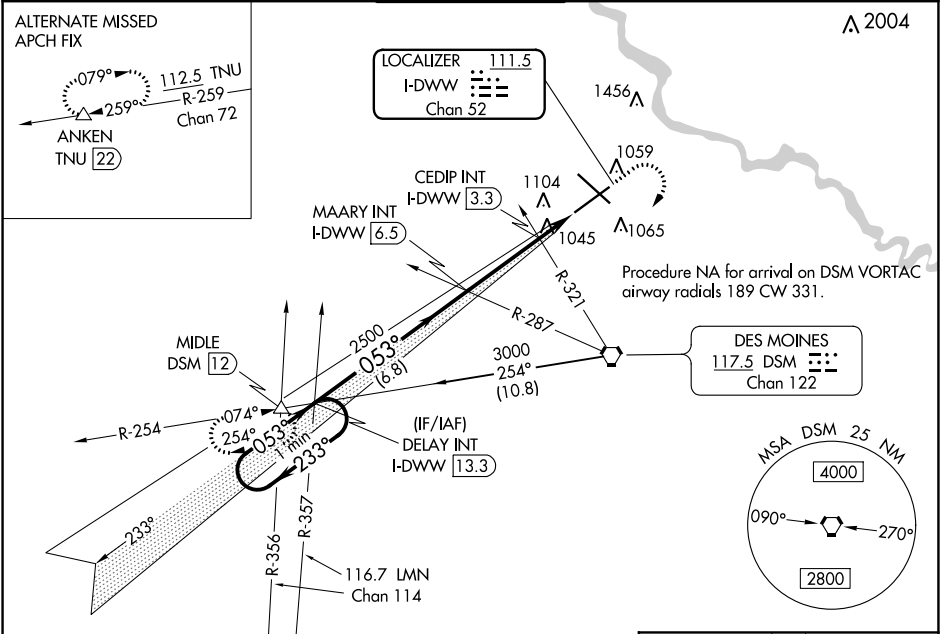 ALTERNATE MISSED
APCH FIX
079°
112.5 TNU
R-259
Chan 72
259°
ANKEN
TNU 22
LOCALIZER 111.5
I-DWW
Chan 52
2004
1456
1059
CEDIP INT
I-DWW 3.3
1104
1045
1065
MAARY INT
I-DWW 6.5
R-321
R-287
Procedure NA for arrival on DSM VORTAC
airway radials 189 CW 331.
DES MOINES
117.5 DSM
Chan 122
MIDLE
DSM 12
2500
053°
(6.8)
3000
254°
(10.8)
R-254
074°
254°
053°
1 min
233°
(IF/IAF)
DELAY INT
I-DWW 13.3
233°
R-356
R-357
116.7 LMN
Chan 114
MSA DSM 25 NM
4000
090°
270°
2800